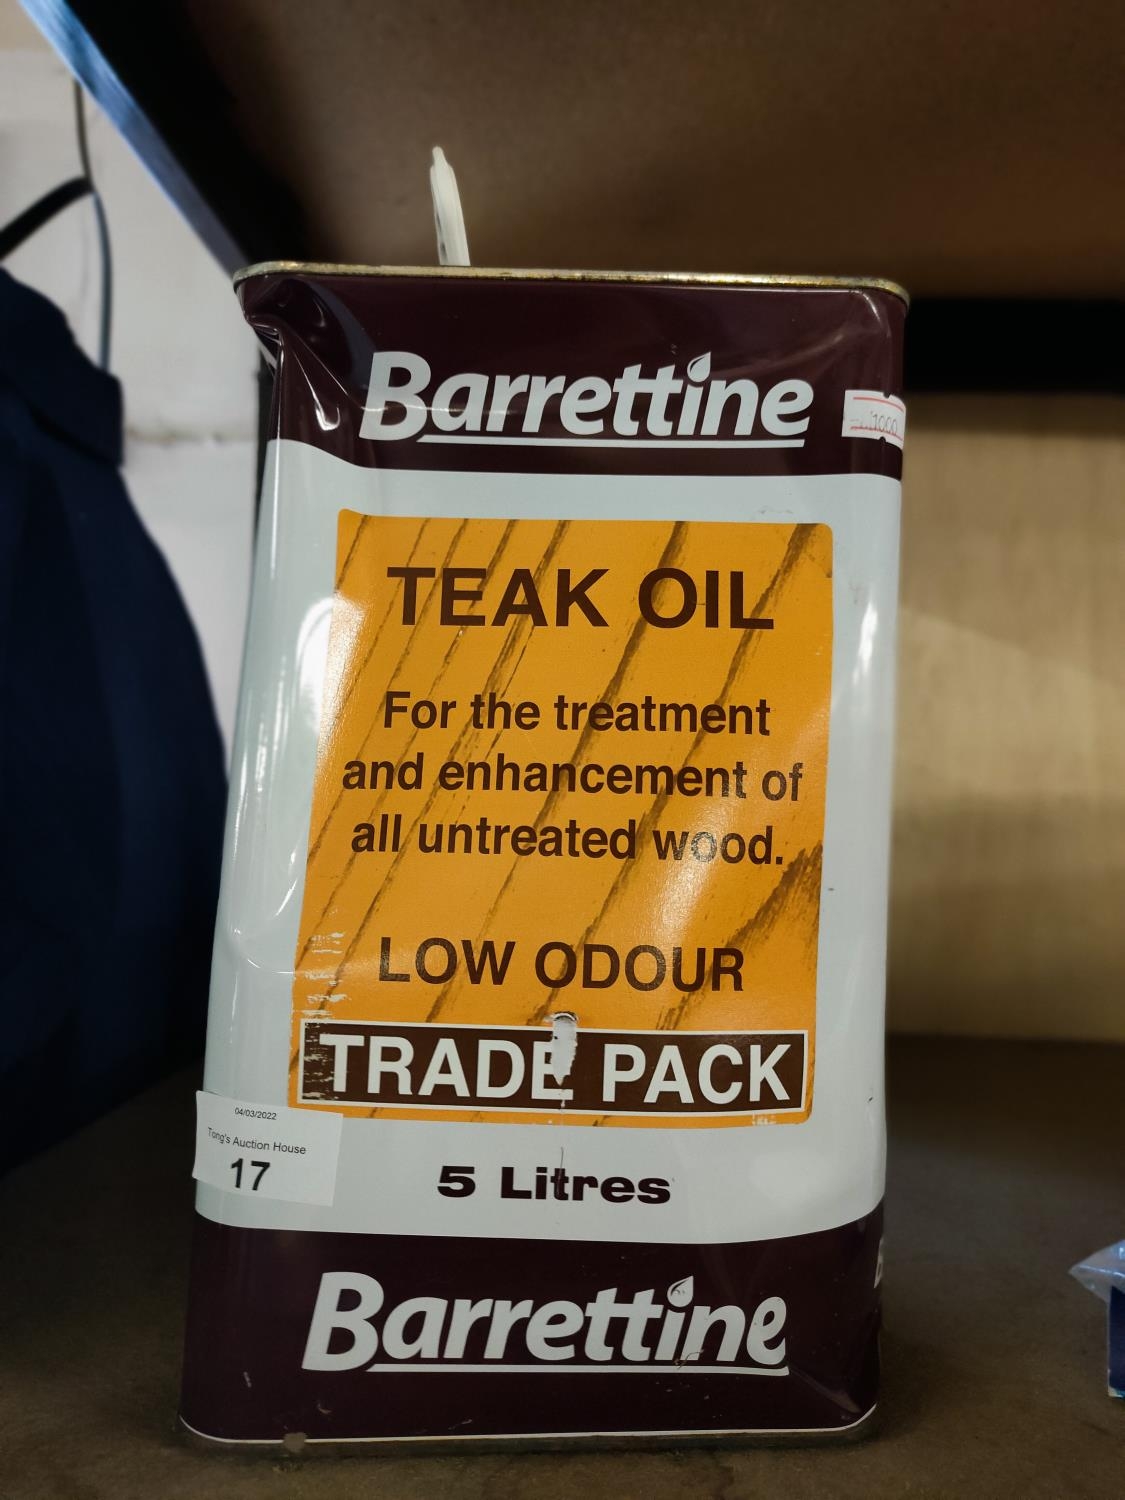 Barrettine
TEAK OIL
For the treatment
and enhancement of
all untreated wood.
LOW ODOUR
TRADE PACK
04/03/2022
Tong's Auction House
17
5 Litres
Barrettine